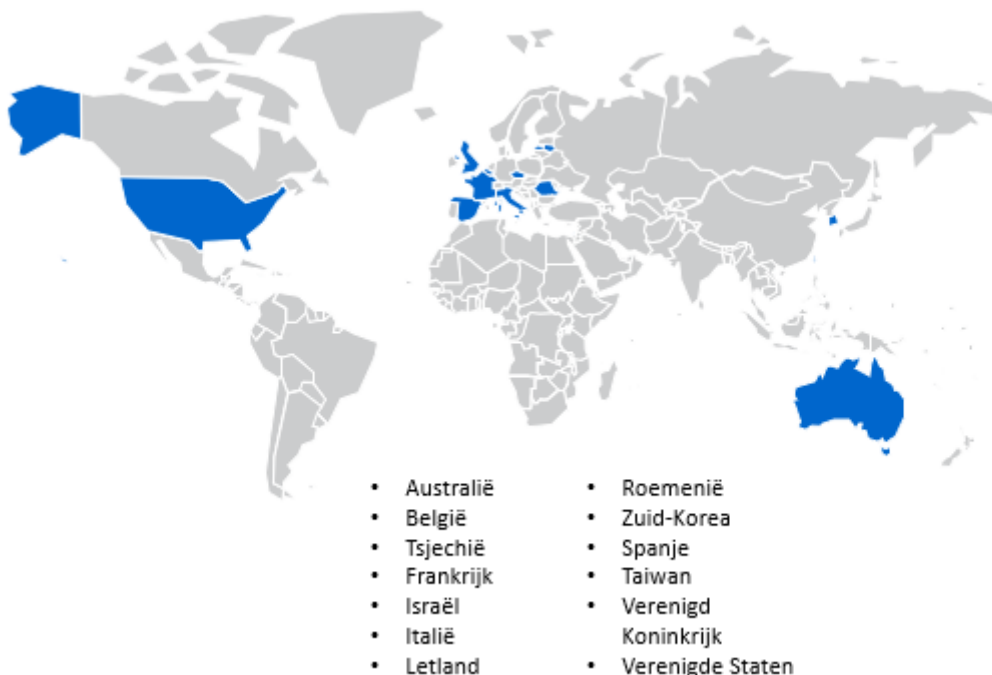 • Australië
• België
• Tsjechië
• Frankrijk
• Israël
• Italië
• Letland
• Roemenië
• Zuid-Korea
• Spanje
• Taiwan
• Verenigd
Koninkrijk
• Verenigde Staten